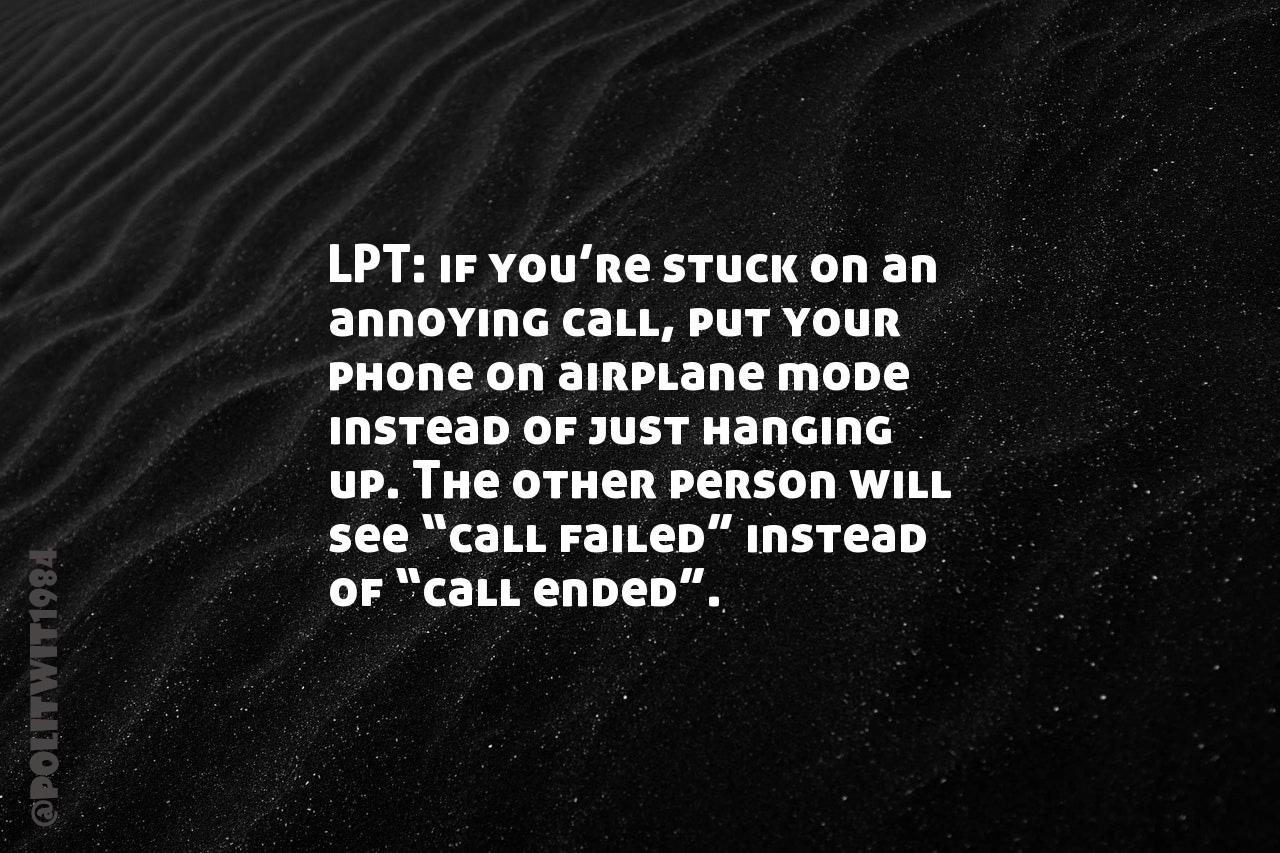 LPT: if you're stuck on an
annoying call, put your
phone on airplane mode
instead of just hanging
up. The other person will
see “call failed” instead
of “call ended”.
@POLITWIT1984